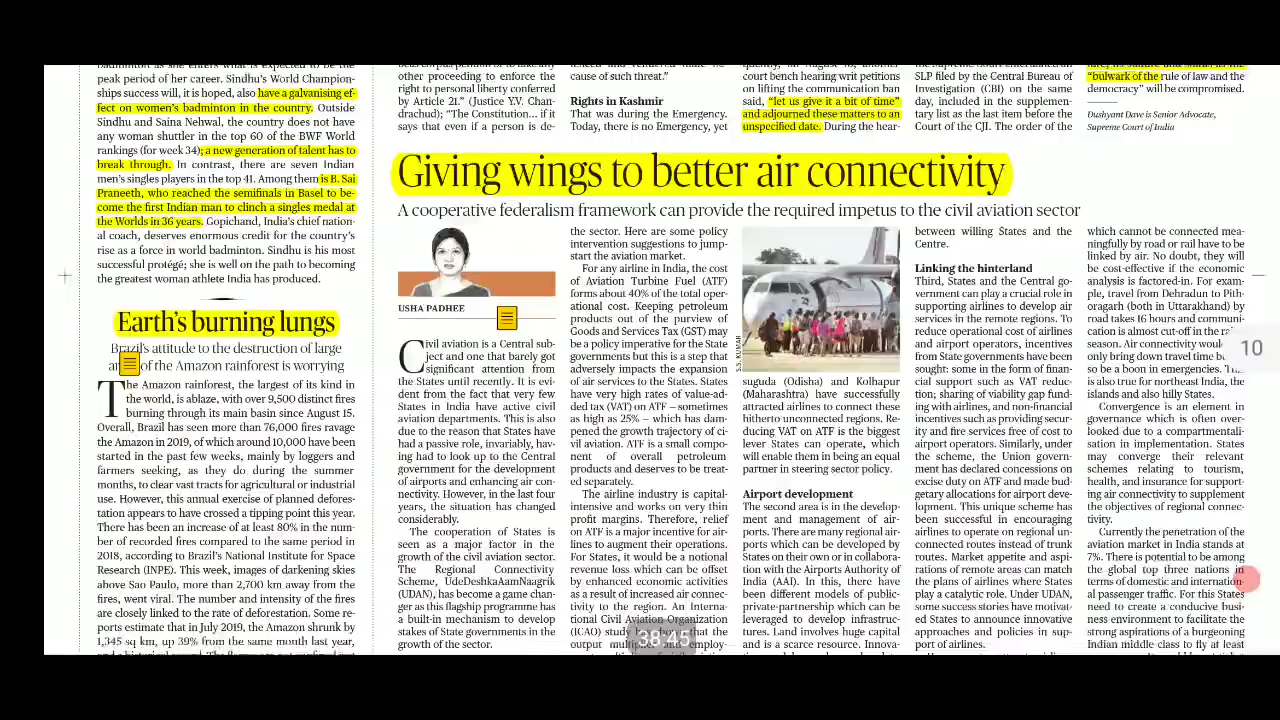 badminton as she enters what is expected to be the
peak period of her career. Sindhu's World Champion-
ships success will, it is hoped, also have a galvanising ef-
fect on women's badminton in the country. Outside
Sindhu and Saina Nehwal, the country does not have
any woman shuttler in the top 60 of the BWF World
rankings (for week 34); a new generation of talent has to
break through. In contrast, there are seven Indian
men's singles players in the top 41. Among them is B. Sai
Praneeth, who reached the semifinals in Basel to be-
come the first Indian man to clinch a singles medal at
the Worlds in 36 years. Gopichand, India's chief nation-
al coach, deserves enormous credit for the country's
rise as a force in world badminton. Sindhu is his most
successful protégé; she is well on the path to becoming
the greatest woman athlete India has produced.
Earth's burning lungs
Brazil's attitude to the destruction of large
of the Amazon rainforest is worrying
The Amazon rainforest, the largest of its kind in
the world, is ablaze, with over 9,500 distinct fires
burning through its main basin since August 15.
Overall, Brazil has seen more than 76,000 fires ravage
the Amazon in 2019, of which around 10,000 have been
started in the past few weeks, mainly by loggers and
farmers seeking, as they do during the summer
months, to clear vast tracts for agricultural or industrial
use. However, this annual exercise of planned defores-
tation appears to have crossed a tipping point this year.
There has been an increase of at least 80% in the num-
ber of recorded fires compared to the same period in
2018, according to Brazil's National Institute for Space
Research (INPE). This week, images of darkening skies
above Sao Paulo, more than 2,700 km away from the
fires, went viral. The number and intensity of the fires
are closely linked to the rate of deforestation. Some re-
ports estimate that in July 2019, the Amazon shrunk by
1,345 sq km, up 39% from the same month last year,
other proceeding to enforce the
right to personal liberty conferred
by Article 21." (Justice Y.V. Chan-
drachud); "The Constitution... if it
says that even if a person is de-
cause of such threat."
Rights in Kashmir
That was during the Emergency.
Today, there is no Emergency, yet
court bench hearing writ petitions
on lifting the communication ban
said, "let us give it a bit of time"
and adjourned these matters to an
unspecified date. During the hear-
SLP filed by the Central Bureau of
Investigation (CBI) on the same
day, included in the supplemen-
tary list as the last item before the
Court of the CJI. The order of the
"bulwark of the rule of law and the
democracy" will be compromised.
Dushyant Dave is Senior Advocate,
Supreme Court of India
Giving wings to better air connectivity
A cooperative federalism framework can provide the required impetus to the civil aviation sector
USHA PADHEE
Civil aviation is a Central sub-
ject and one that barely got
significant attention from
the States until recently. It is evi-
dent from the fact that very few
States in India have active civil
aviation departments. This is also
due to the reason that States have
had a passive role, invariably, hav-
ing had to look up to the Central
government for the development
of airports and enhancing air con-
nectivity. However, in the last four
years, the situation has changed
considerably.
The cooperation of States is
seen as a major factor in the
growth of the civil aviation sector.
The Regional Connectivity
Scheme, UdeDeshkaAamNaagrik
(UDAN), has become a game chan-
ger as this flagship programme has
a built-in mechanism to develop
stakes of State governments in the
growth of the sector.
the sector. Here are some policy
intervention suggestions to jump-
start the aviation market.
For any airline in India, the cost
of Aviation Turbine Fuel (ATF)
forms about 40% of the total oper-
ational cost. Keeping petroleum
products out of the purview of
Goods and Services Tax (GST) may
be a policy imperative for the State
governments but this is a step that
adversely impacts the expansion
of air services to the States. States
have very high rates of value-ad-
ded tax (VAT) on ATF – sometimes
as high as 25% – which has dam-
pened the growth trajectory of ci-
vil aviation. ATF is a small compo-
nent of overall petroleum
products and deserves to be treat-
ed separately.
The airline industry is capital-
intensive and works on very thin
profit margins. Therefore, relief
on ATF is a major incentive for air-
lines to augment their operations.
For States, it would be a notional
revenue loss which can be offset
by enhanced economic activities
as a result of increased air connec-
tivity to the region. An Interna-
tional Civil Aviation Organization
(ICAO) study that the
output and employ-
S.S. KUMAR
suguda (Odisha) and Kolhapur
(Maharashtra) have successfully
attracted airlines to connect these
hitherto unconnected regions. Re-
ducing VAT on ATF is the biggest
lever States can operate, which
will enable them in being an equal
partner in steering sector policy.
Airport development
The second area is in the develop-
ment and management of air-
ports. There are many regional air-
ports which can be developed by
States on their own or in collabora-
tion with the Airports Authority of
India (AAI). In this, there have
been different models of public-
private-partnership which can be
leveraged to develop infrastruc-
tures. Land involves huge capital
and is a scarce resource. Innova-
between willing States and the
Centre.
Linking the hinterland
Third, States and the Central go-
vernment can play a crucial role in
supporting airlines to develop air
services in the remote regions. To
reduce operational cost of airlines
and airport operators, incentives
from State governments have been
sought: some in the form of finan-
cial support such as VAT reduc-
tion; sharing of viability gap fund-
ing with airlines, and non-financial
incentives such as providing secur-
ity and fire services free of cost to
airport operators. Similarly, under
the scheme, the Union govern-
ment has declared concessions on
excise duty on ATF and made bud-
getary allocations for airport deve-
lopment. This unique scheme has
been successful in encouraging
airlines to operate on regional un-
connected routes instead of trunk
routes. Market appetite and aspi-
rations of remote areas can match
the plans of airlines where States
play a catalytic role. Under UDAN,
some success stories have motivat-
ed States to announce innovative
approaches and policies in sup-
port of airlines.
which cannot be connected mea-
ningfully by road or rail have to be
linked by air. No doubt, they will
be cost-effective if the economic
analysis is factored-in. For exam-
ple, travel from Dehradun to Pith-
oragarh (both in Uttarakhand) by
road takes 16 hours and communi-
cation is almost cut-off in the
season. Air connectivity
only bring down travel time
so be a boon in emergencies.
is also true for northeast India, the
islands and also hilly States.
Convergence is an element in
governance which is often over-
looked due to a compartmentali-
sation in implementation. States
may converge their relevant
schemes relating to tourism,
health, and insurance for support-
ing air connectivity to supplement
the objectives of regional connec-
tivity.
Currently the penetration of the
aviation market in India stands at
7%. There is potential to be among
the global top three nations in
terms of domestic and internation-
al passenger traffic. For this States
need to create a conducive busi-
ness environment to facilitate the
strong aspirations of a burgeoning
Indian middle class to fly at least
10
38:45